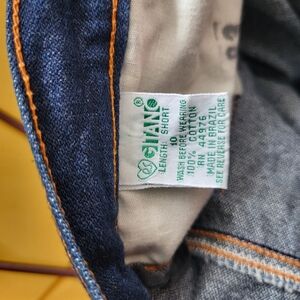 GITANO®
LENGTH SHORT
10
WASH BEFORE WEARING
100% COTTON
RN 44976
MADE IN BRAZIL
SEE REVERSE FOR CARE